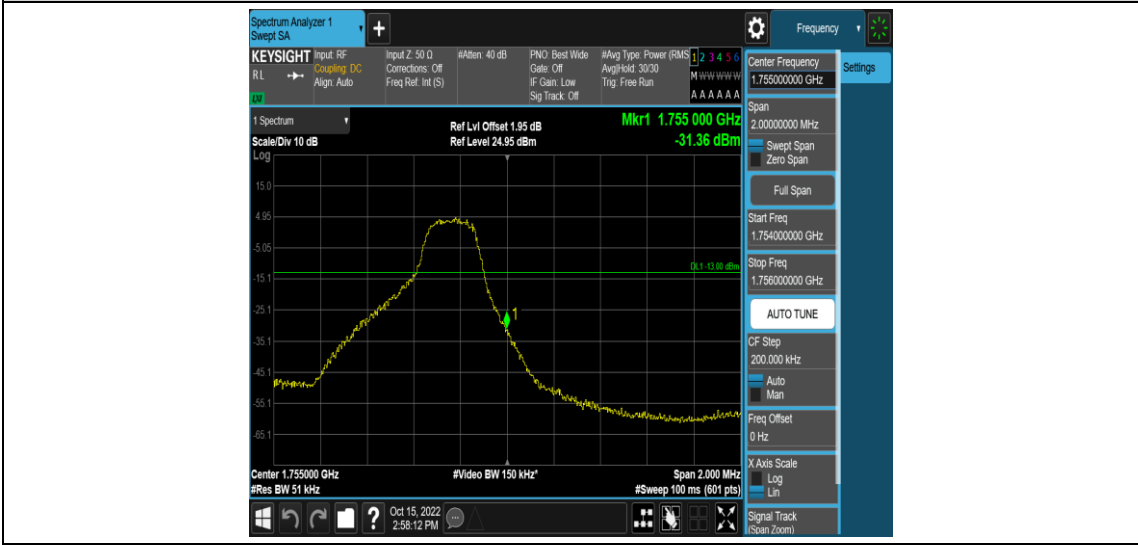 Spectrum Analyzer 1
Swept SA
+
Frequency
KEYSIGHT
RL
Input: RF
Coupling: DC
Align: Auto
Input Z: 50 Ω
Corrections: Off
Freq Ref: Int (S)
#Atten: 40 dB
PNO: Best Wide
Gate: Off
IF Gain: Low
Sig Track: Off
#Avg Type: Power (RMS
Avg|Hold: 30/30
Trig: Free Run
1 2 3 4 5 6
M W W W W W
A A A A A A
1 Spectrum
Scale/Div 10 dB
Log
Ref Lvl Offset 1.95 dB
Ref Level 24.95 dBm
Mkr1 1.755 000 GHz
-31.36 dBm
15.0
4.95
-5.05
DL1 -13.00 dBm
-15.1
-25.1
1
-35.1
-45.1
-55.1
-65.1
Center 1.755000 GHz
#Res BW 51 kHz
#Video BW 150 kHz*
Span 2.000 MHz
#Sweep 100 ms (601 pts)
?
Oct 15, 2022
2:58:12 PM
Center Frequency
1.755000000 GHz
Settings
Span
2.00000000 MHz
Swept Span
Zero Span
Full Span
Start Freq
1.754000000 GHz
Stop Freq
1.756000000 GHz
AUTO TUNE
CF Step
200.000 kHz
Auto
Man
Freq Offset
0 Hz
X Axis Scale
Log
Lin
Signal Track
(Span Zoom)